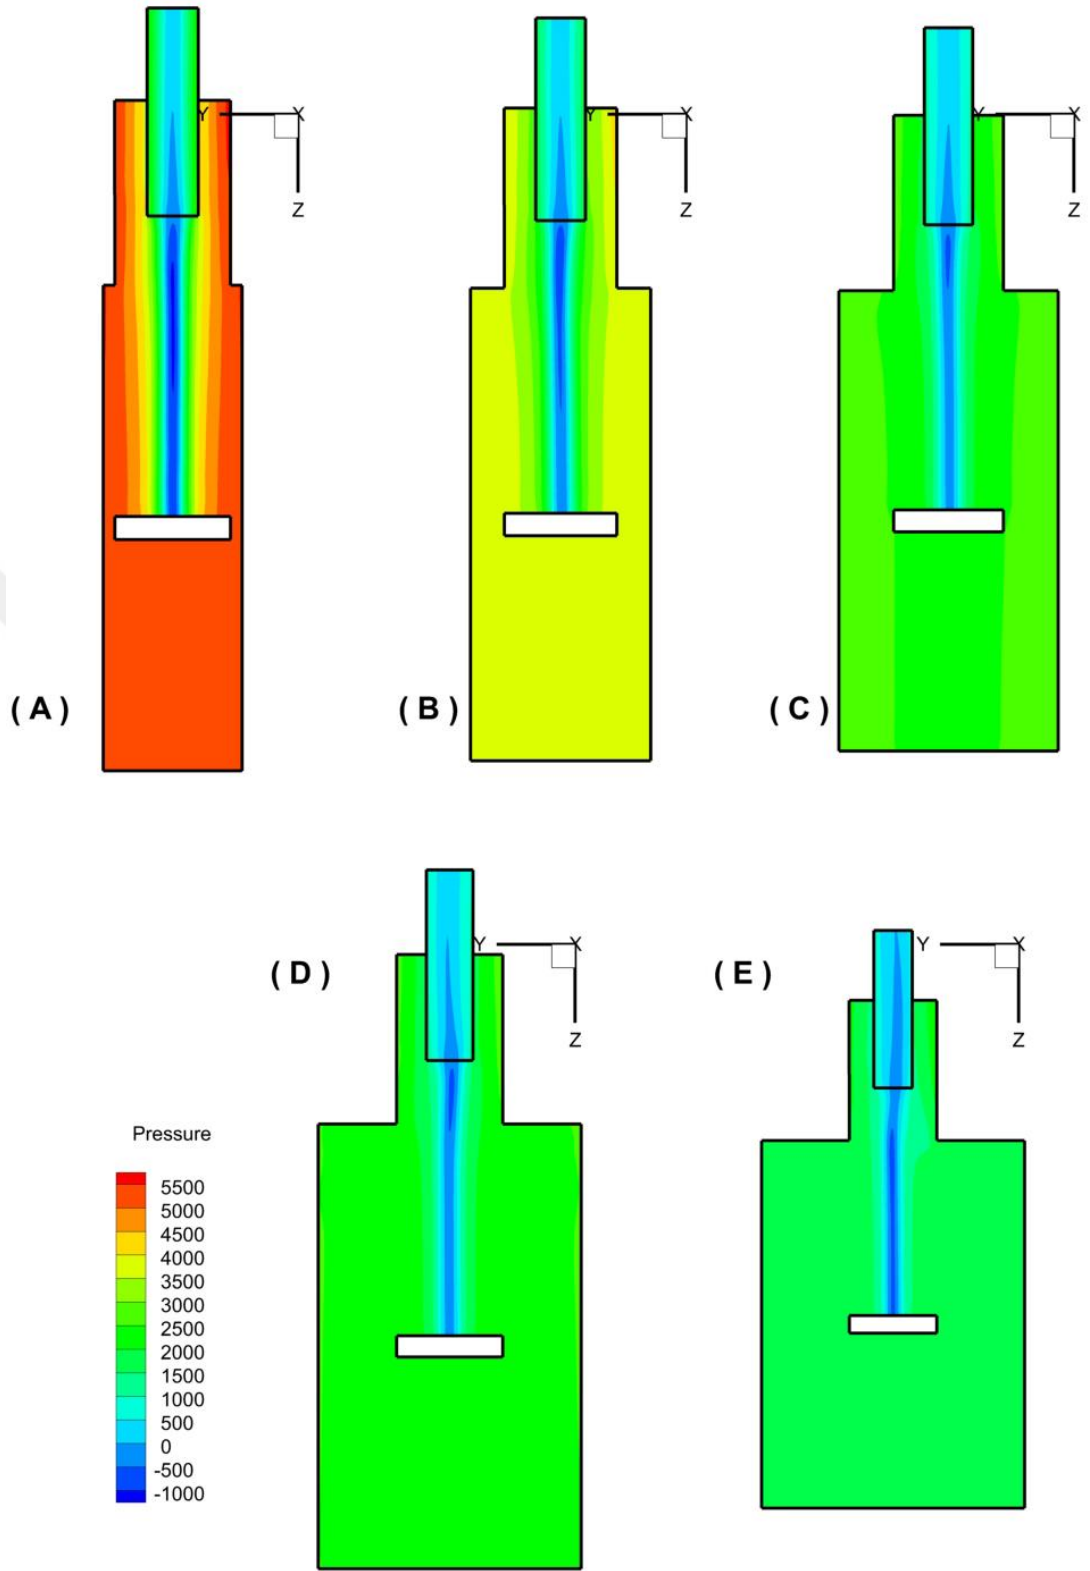 Y X
Z
Y X
Z
Y X
Z
( A )
( B )
( C )
( D )
Y X
Z
( E )
Y X
Z
Pressure
5500
5000
4500
4000
3500
3000
2500
2000
1500
1000
500
0
-500
-1000